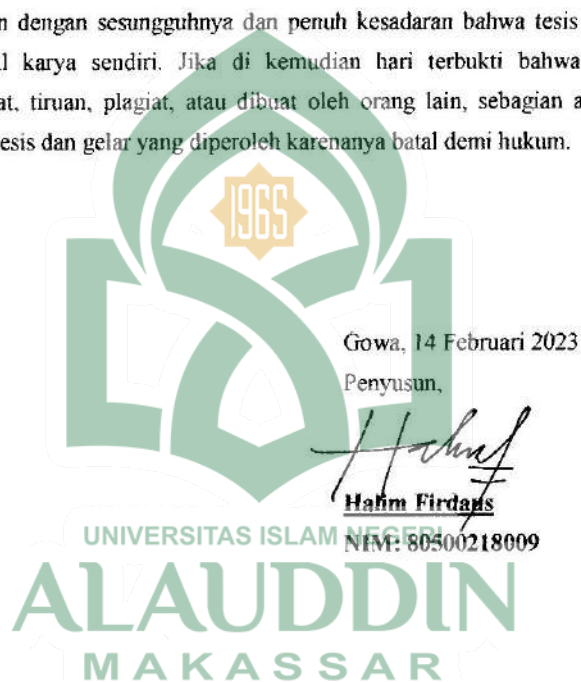 n dengan sesungguhnya dan penuh kesadaran bahwa tesis
l karya sendiri. Jika di kemudian hari terbukti bahwa
at, tiruan, plagiat, atau dibuat oleh orang lain, sebagian a
esis dan gelar yang diperoleh karenanya batal demi hukum.
1965
Gowa, 14 Februari 2023
Penyusun,
Halim Firdaus
NIM: 80500218009
UNIVERSITAS ISLAM NEGERI
ALAUDDIN
MAKASSAR